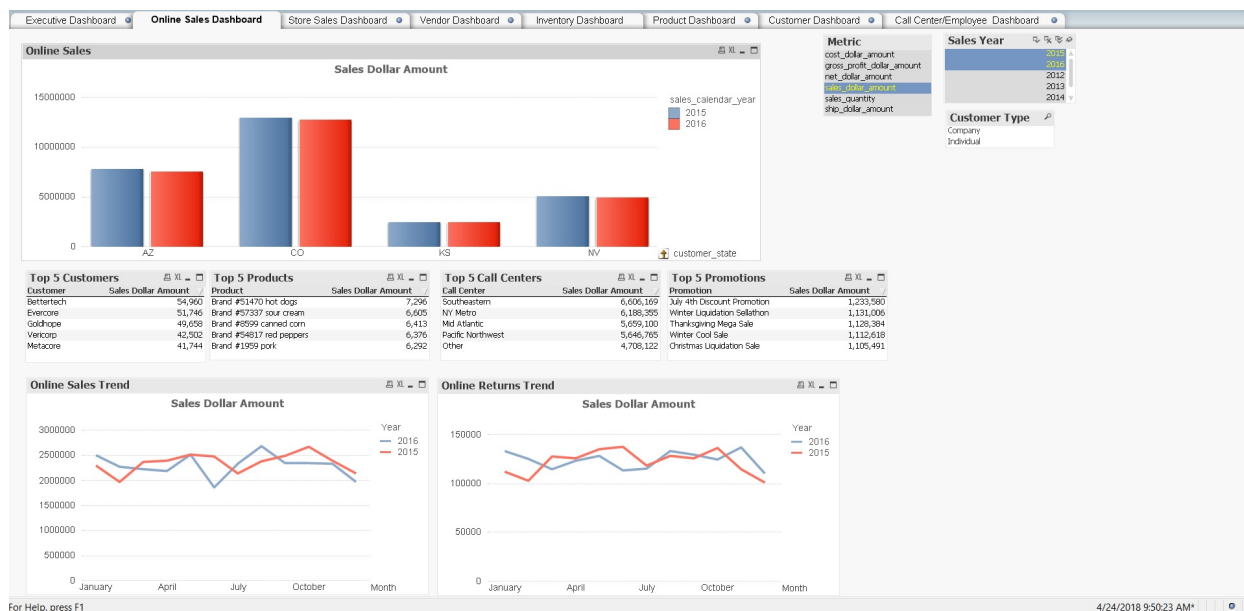 Executive Dashboard Online Sales Dashboard Store Sales Dashboard Vendor Dashboard Inventory Dashboard Product Dashboard Customer Dashboard Call Center/Employee Dashboard
Online Sales XL
Sales Dollar Amount
15000000
10000000
5000000
0
AZ CO KS NV
customer_state
sales_calendar_year
2015
2016
Metric
cost_dollar_amount
gross_profit_dollar_amount
net_dollar_amount
sales_dollar_amount
sales_quantity
ship_dollar_amount
Sales Year
2015
2016
2012
2013
2014
Customer Type
Company
Individual
Top 5 Customers XL
Customer Sales Dollar Amount
Bettertech 54,960
Evercore 51,746
Goldhope 49,658
Vericorp 42,502
Metacore 41,744
Top 5 Products XL
Product Sales Dollar Amount
Brand #51470 hot dogs 7,296
Brand #57337 sour cream 6,605
Brand #8599 canned corn 6,413
Brand #54817 red peppers 6,376
Brand #1959 pork 6,292
Top 5 Call Centers XL
Call Center Sales Dollar Amount
Southeastern 6,606,169
NY Metro 6,188,355
Mid Atlantic 5,659,100
Pacific Northwest 5,646,765
Other 4,708,122
Top 5 Promotions XL
Promotion Sales Dollar Amount
July 4th Discount Promotion 1,233,580
Winter Liquidation Sellathon 1,131,006
Thanksgiving Mega Sale 1,128,384
Winter Cool Sale 1,112,618
Christmas Liquidation Sale 1,105,491
Online Sales Trend XL
Sales Dollar Amount
3000000
2500000
2000000
1500000
1000000
500000
0
January April July October Month
Year
2016
2015
Online Returns Trend XL
Sales Dollar Amount
150000
100000
50000
0
January April July October Month
Year
2016
2015
For Help, press F1 4/24/2018 9:50:23 AM*